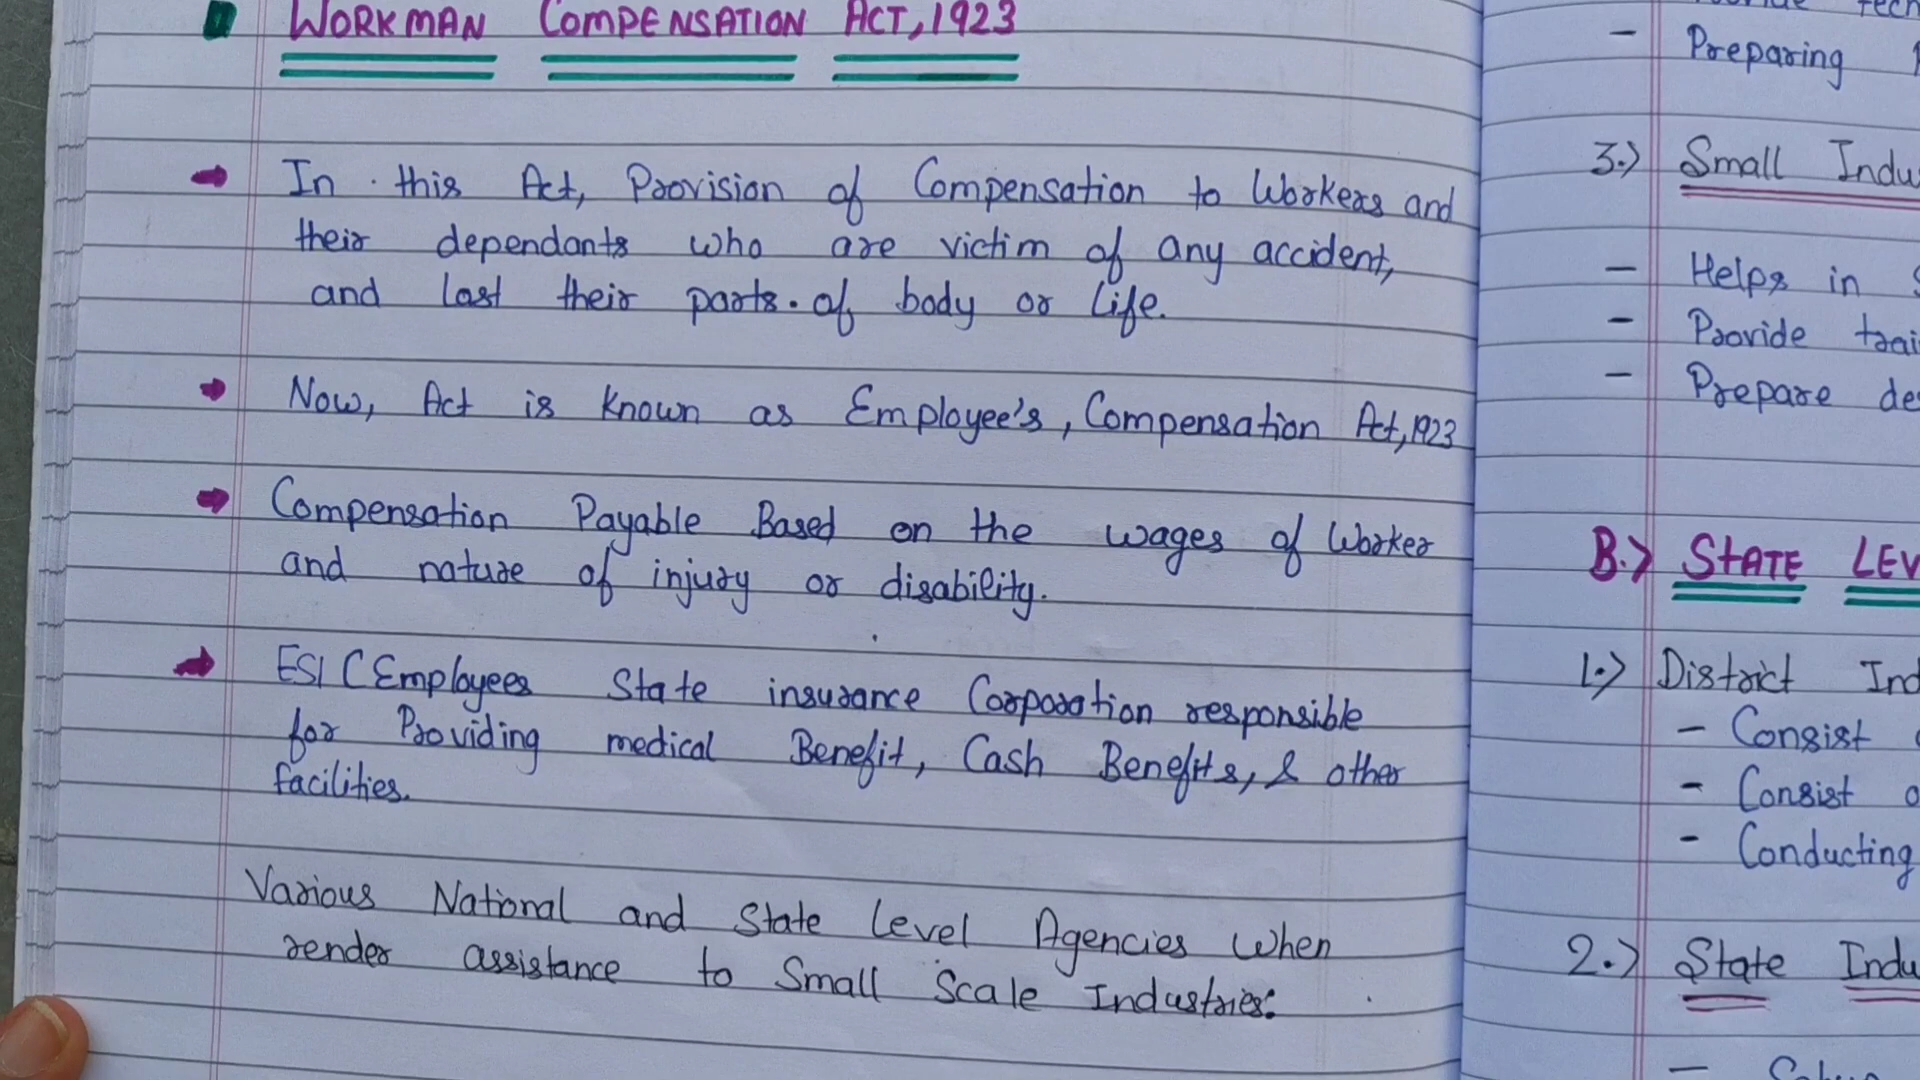 WORKMAN COMPENSATION ACT, 1923
In this Act, Provision of Compensation to Workers and
their dependants who are victim of any accident,
and lost their parts of body or life.
Now, Act is known as Employee's, Compensation Act, 1923
Compensation Payable Based on the wages of Worker
and nature of injury or disability.
ESI CEmployees State insurance Corporation responsible
for Providing medical Benefit, Cash Benefits, & other
facilities.
Various National and State Level Agencies When
render assistance to Small Scale Industries:
- Preparing
3.) Small Indu
- Helps in S
- Provide trai
- Prepare des
B.) STATE LEV
1.) District Ind
- Consist
- Consist o
- Conducting
2.) State Indu